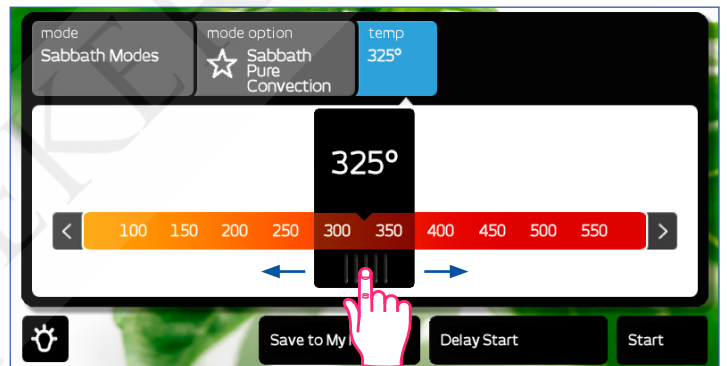 mode
Sabbath Modes
mode option
Sabbath
Pure
Convection
temp
325°
325°
100 150 200 250 300 350 400 450 500 550
Save to My
Delay Start
Start